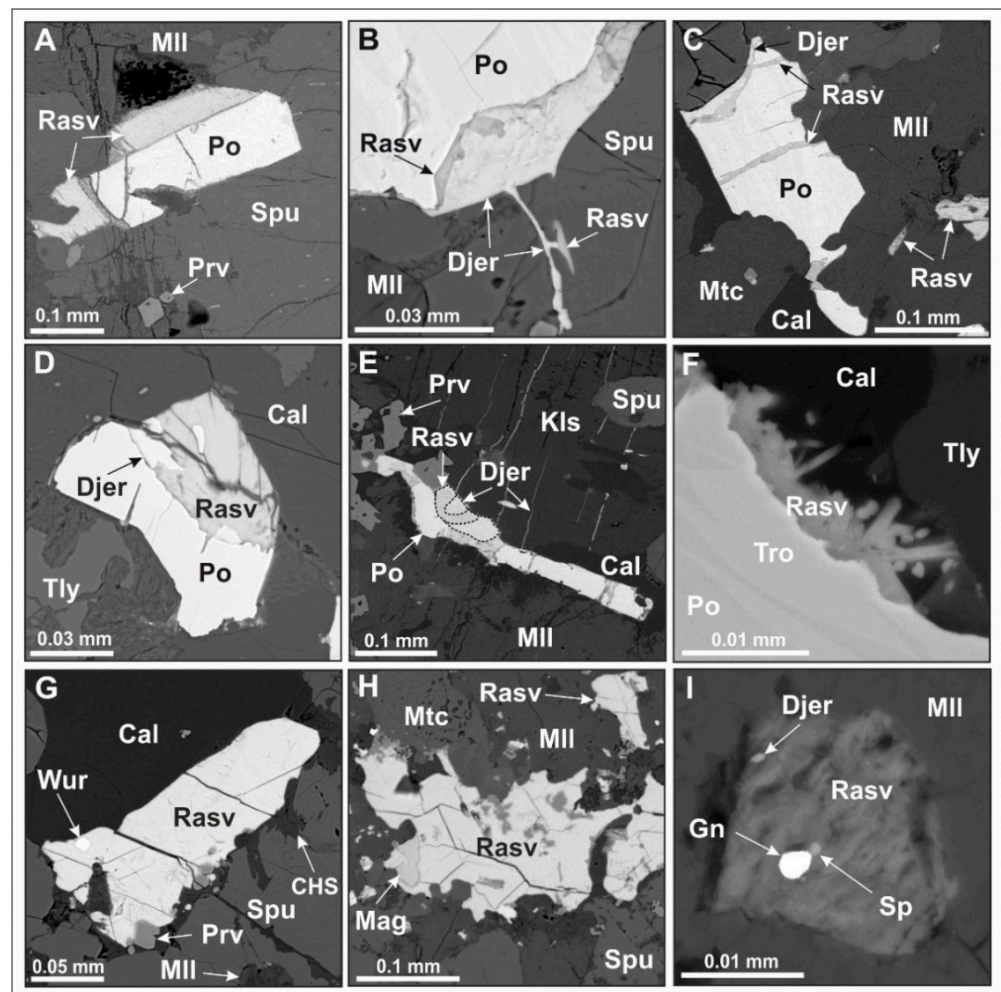 A
Mll
Rasv
Po
Spu
Prv
0.1 mm
B
Po
Rasv
Spu
Rasv
Djer
Mll
0.03 mm
C
Djer
Rasv
Mll
Po
Rasv
Mtc
Cal
0.1 mm
D
Cal
Djer
Rasv
Po
Tly
0.03 mm
E
Prv
Spu
Rasv
Kls
Djer
Po
Cal
Mll
0.1 mm
F
Cal
Tly
Rasv
Tro
Po
0.01 mm
G
Cal
Wur
Rasv
CHS
Spu
Prv
Mll
0.05 mm
H
Rasv
Mtc
Mll
Rasv
Mag
Spu
0.1 mm
I
Djer
Mll
Rasv
Gn
Sp
0.01 mm